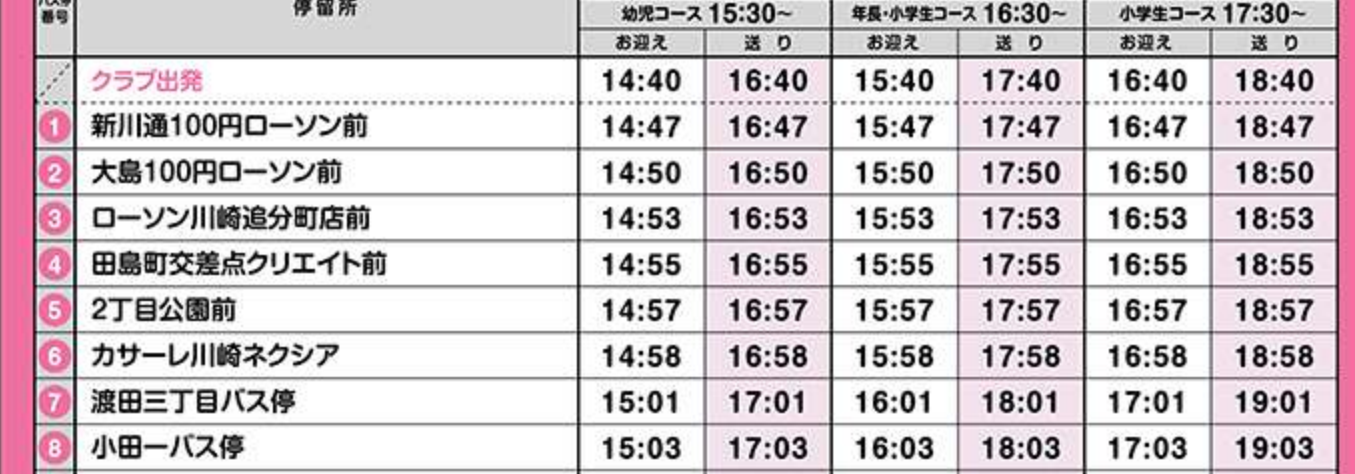 バス停 停留所 幼児コース 15:30～ 年長・小学生コース 16:30～ 小学生コース 17:30～
番号 お迎え 送り お迎え 送り お迎え 送り
クラブ出発 14:40 16:40 15:40 17:40 16:40 18:40
1 新川通100円ローソン前 14:47 16:47 15:47 17:47 16:47 18:47
2 大島100円ローソン前 14:50 16:50 15:50 17:50 16:50 18:50
3 ローソン川崎追分町店前 14:53 16:53 15:53 17:53 16:53 18:53
4 田島町交差点クリエイト前 14:55 16:55 15:55 17:55 16:55 18:55
5 2丁目公園前 14:57 16:57 15:57 17:57 16:57 18:57
6 カサーレ川崎ネクシア 14:58 16:58 15:58 17:58 16:58 18:58
7 渡田三丁目バス停 15:01 17:01 16:01 18:01 17:01 19:01
8 小田一バス停 15:03 17:03 16:03 18:03 17:03 19:03